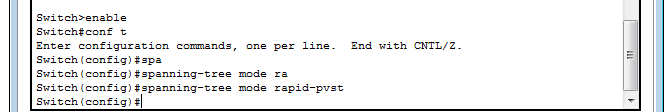 Switch>enable
Switch#conf t
Enter configuration commands, one per line.  End with CNTL/Z.
Switch(config)#spa
Switch(config)#spanning-tree mode ra
Switch(config)#spanning-tree mode rapid-pvst
Switch(config)#